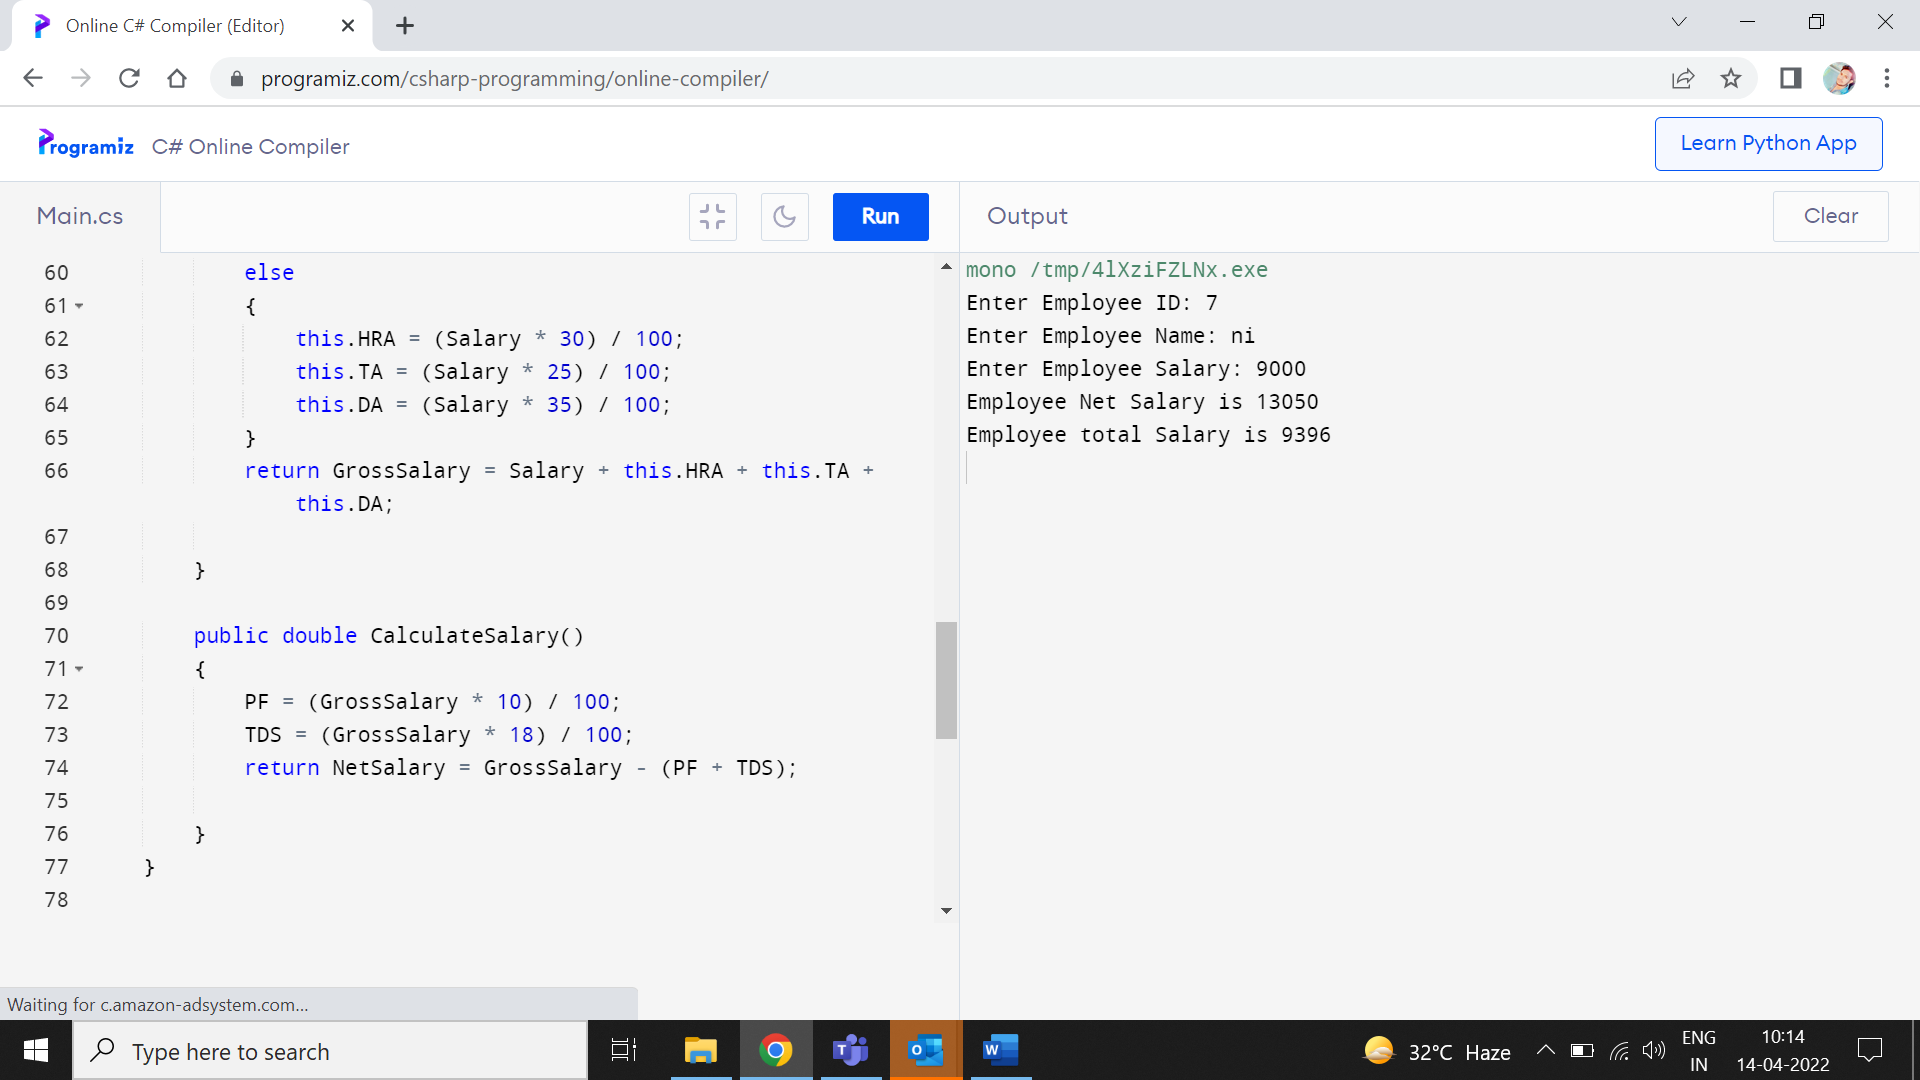 Online C# Compiler (Editor)
programiz.com/csharp-programming/online-compiler/
Programiz C# Online Compiler
Learn Python App
Main.cs
Run
Output
Clear
60 else
61 {
62 this.HRA = (Salary * 30) / 100;
63 this.TA = (Salary * 25) / 100;
64 this.DA = (Salary * 35) / 100;
65 }
66 return GrossSalary = Salary + this.HRA + this.TA +
this.DA;
67
68 }
69
70 public double CalculateSalary()
71 {
72 PF = (GrossSalary * 10) / 100;
73 TDS = (GrossSalary * 18) / 100;
74 return NetSalary = GrossSalary - (PF + TDS);
75
76 }
77 }
78
mono /tmp/4lXziFZLNx.exe
Enter Employee ID: 7
Enter Employee Name: ni
Enter Employee Salary: 9000
Employee Net Salary is 13050
Employee total Salary is 9396
Waiting for c.amazon-adsystem.com...
Type here to search
32°C Haze
ENG
IN
10:14
14-04-2022